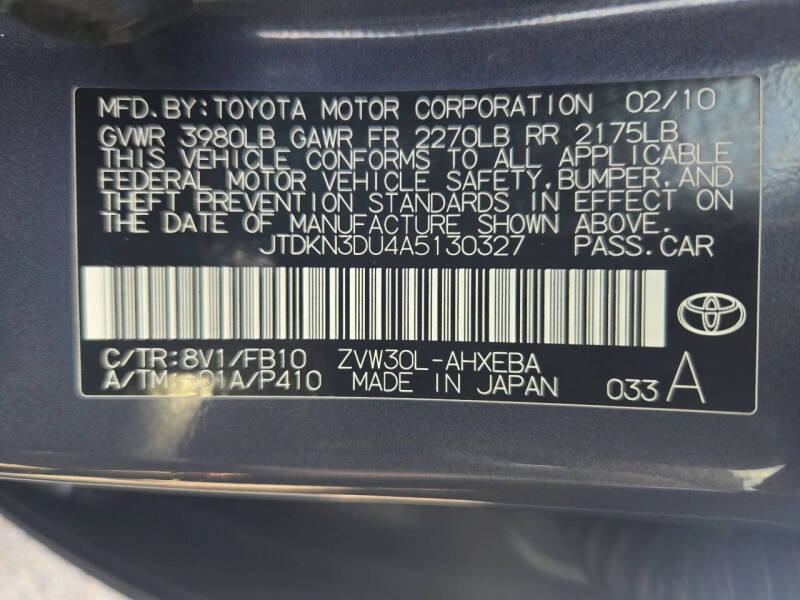 MFD. BY: TOYOTA MOTOR CORPORATION 02/10
GVWR 3980LB GAWR FR 2270LB RR 2175LB
THIS VEHICLE CONFORMS TO ALL APPLICABLE
FEDERAL MOTOR VEHICLE SAFETY, BUMPER, AND
THEFT PREVENTION STANDARDS IN EFFECT ON
THE DATE OF MANUFACTURE SHOWN ABOVE.
JTDKN3DU4A5130327 PASS.CAR
C/TR: 8V1/FB10 ZVW30L-AHXEBA
A/TM: -01A/P410 MADE IN JAPAN 033 A